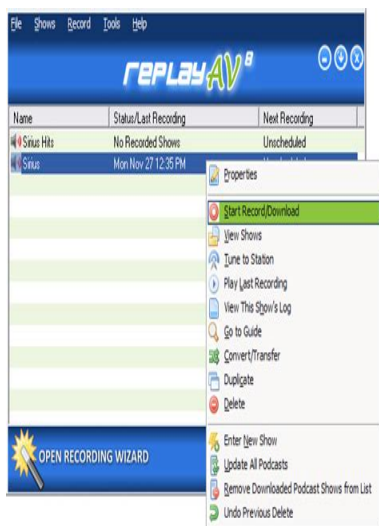 File Shows Record Tools Help
replay AV 8
Name Status/Last Recording Next Recording
Sirius Hits No Recorded Shows Unscheduled
Sirius Mon Nov 27 12:35 PM
Properties
Start Record/Download
View Shows
Tune to Station
Play Last Recording
View This Show's Log
Go to Guide
Convert/Transfer
Duplicate
Delete
Enter New Show
Update All Podcasts
Remove Downloaded Podcast Shows from List
Undo Previous Delete
OPEN RECORDING WIZARD